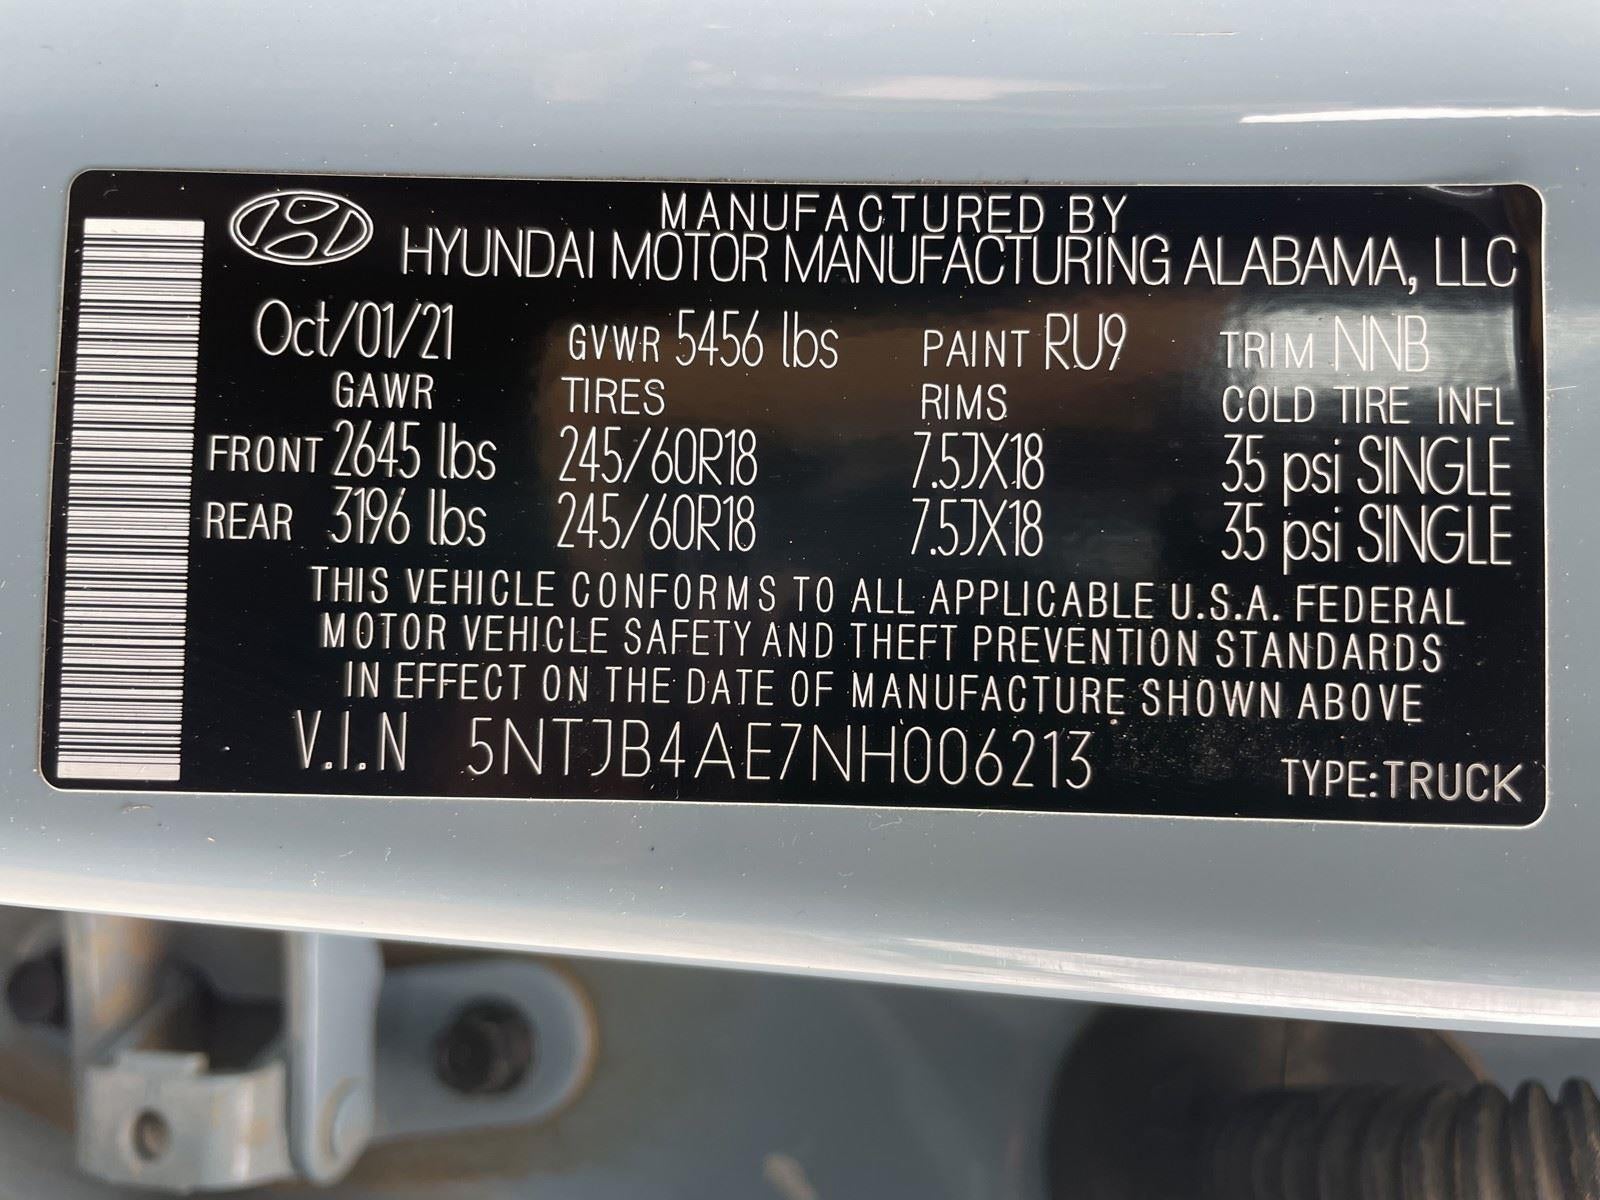 MANUFACTURED BY
HYUNDAI MOTOR MANUFACTURING ALABAMA, LLC
Oct/01/21 GVWR 5456 lbs PAINT RU9 TRIM NNB
GAWR TIRES RIMS COLD TIRE INFL
FRONT 2645 lbs 245/60R18 7.5JX18 35 psi SINGLE
REAR 3196 lbs 245/60R18 7.5JX18 35 psi SINGLE
THIS VEHICLE CONFORMS TO ALL APPLICABLE U.S.A. FEDERAL
MOTOR VEHICLE SAFETY AND THEFT PREVENTION STANDARDS
IN EFFECT ON THE DATE OF MANUFACTURE SHOWN ABOVE
V.I.N 5NTJB4AE7NH006213 TYPE:TRUCK